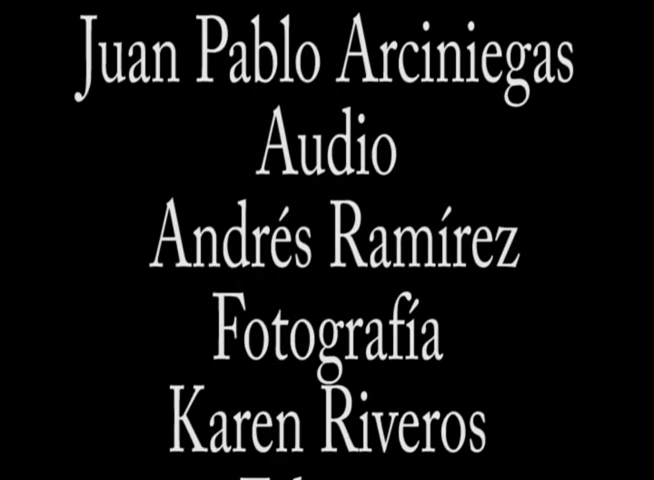 Juan Pablo Arciniegas
Audio
Andrés Ramírez
Fotografía
Karen Riveros